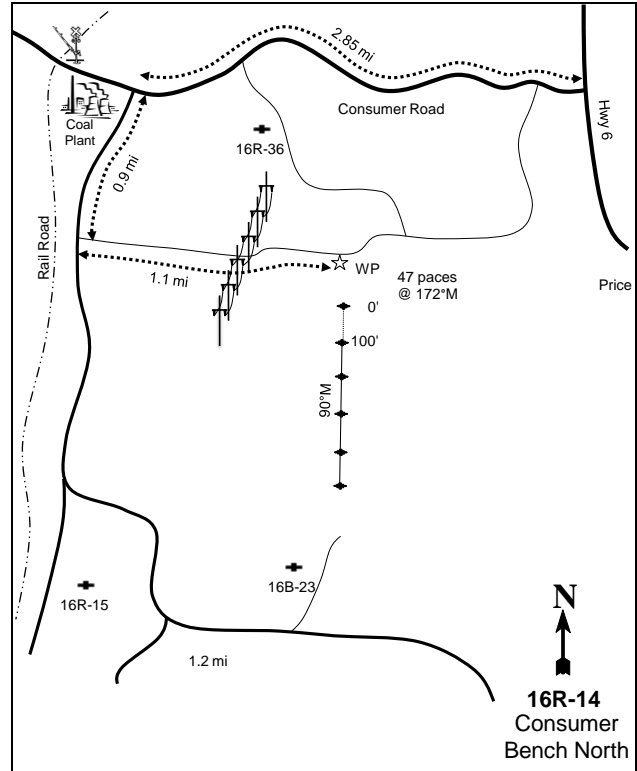 2.85 mi
Coal
Plant
Consumer Road
Hwy 6
16R-36
0.9 mi
Rail Road
WP
1.1 mi
47 paces
@ 172°M
Price
0'
100'
90°M
16R-15
16B-23
1.2 mi
N
16R-14
Consumer
Bench North